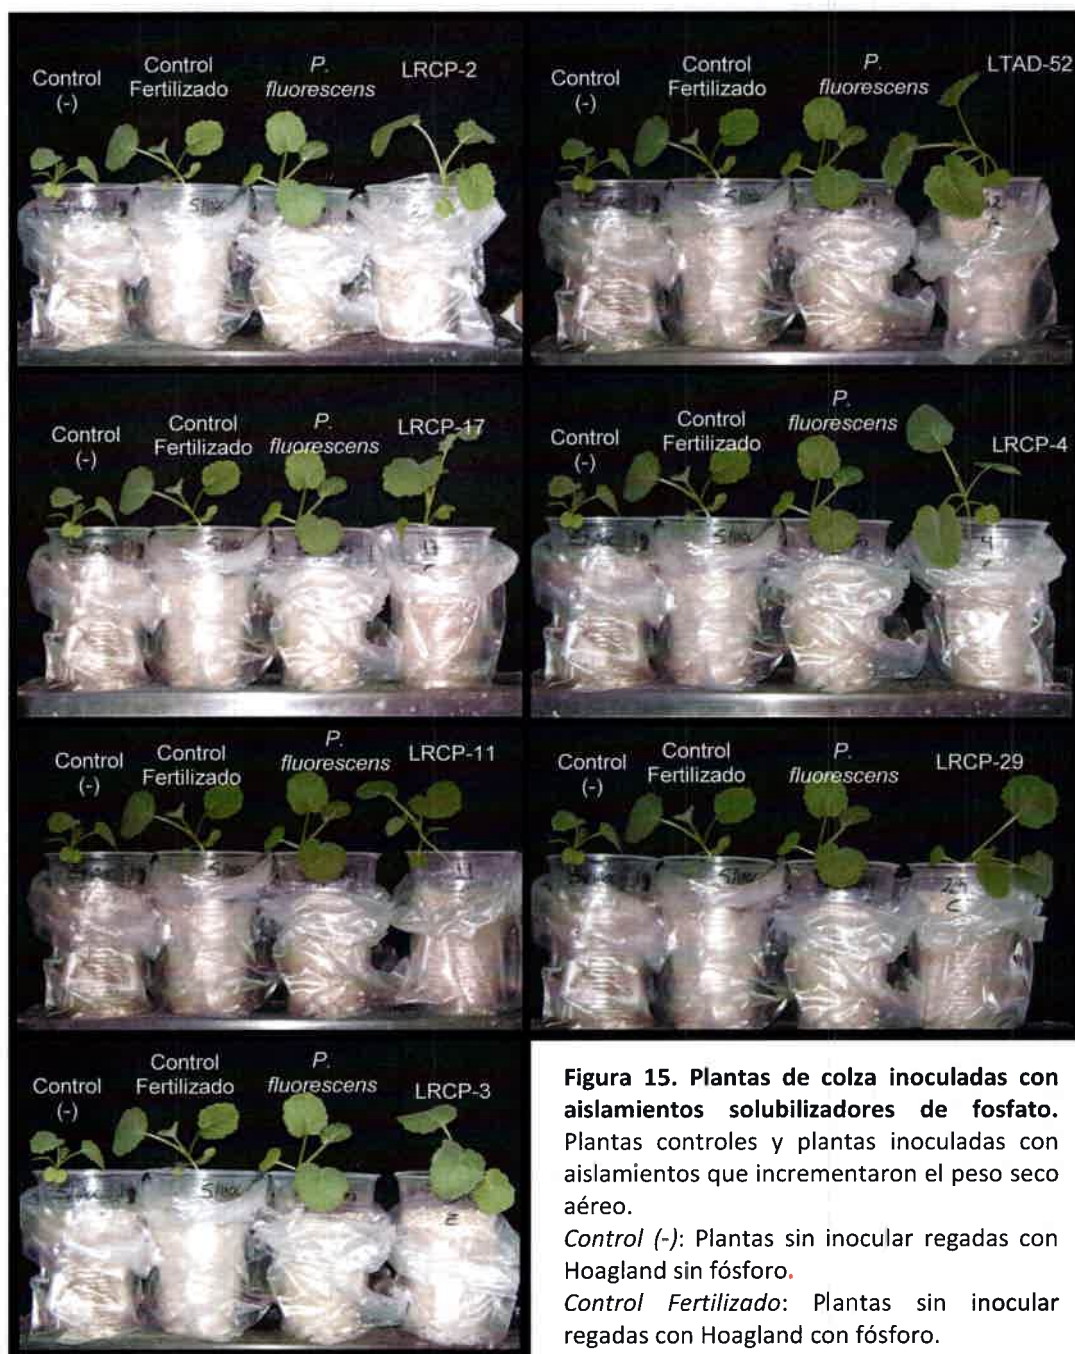 Control
(-)
Control
Fertilizado
P.
fluorescens
LRCP-2
Control
(-)
Control
Fertilizado
P.
fluorescens
LTAD-52
Control
(-)
Control
Fertilizado
P.
fluorescens
LRCP-17
Control
(-)
Control
Fertilizado
P.
fluorescens
LRCP-4
Control
(-)
Control
Fertilizado
P.
fluorescens
LRCP-11
Control
(-)
Control
Fertilizado
P.
fluorescens
LRCP-29
Control
(-)
Control
Fertilizado
P.
fluorescens
LRCP-3
Figura 15. Plantas de colza inoculadas con
aislamientos solubilizadores de fosfato.
Plantas controles y plantas inoculadas con
aislamientos que incrementaron el peso seco
aéreo.
Control (-): Plantas sin inocular regadas con
Hoagland sin fósforo.
Control Fertilizado: Plantas sin inocular
regadas con Hoagland con fósforo.